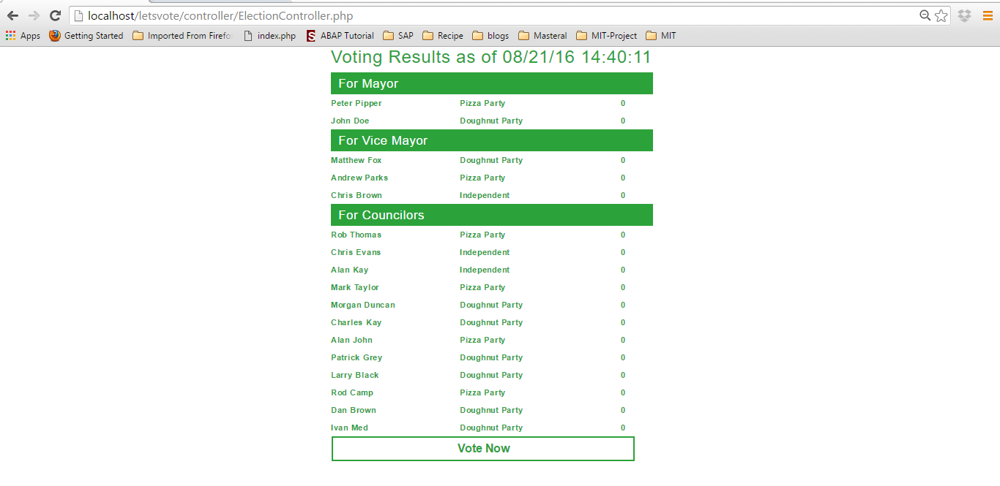 localhost/letsvote/controller/ElectionController.php
Apps Getting Started Imported From Firefo index.php ABAP Tutorial SAP Recipe blogs Masteral MIT-Project MIT
Voting Results as of 08/21/16 14:40:11
For Mayor
Peter Pipper Pizza Party 0
John Doe Doughnut Party 0
For Vice Mayor
Matthew Fox Doughnut Party 0
Andrew Parks Pizza Party 0
Chris Brown Independent 0
For Councilors
Rob Thomas Pizza Party 0
Chris Evans Independent 0
Alan Kay Independent 0
Mark Taylor Pizza Party 0
Morgan Duncan Doughnut Party 0
Charles Kay Doughnut Party 0
Alan John Pizza Party 0
Patrick Grey Doughnut Party 0
Larry Black Doughnut Party 0
Rod Camp Pizza Party 0
Dan Brown Doughnut Party 0
Ivan Med Doughnut Party 0
Vote Now